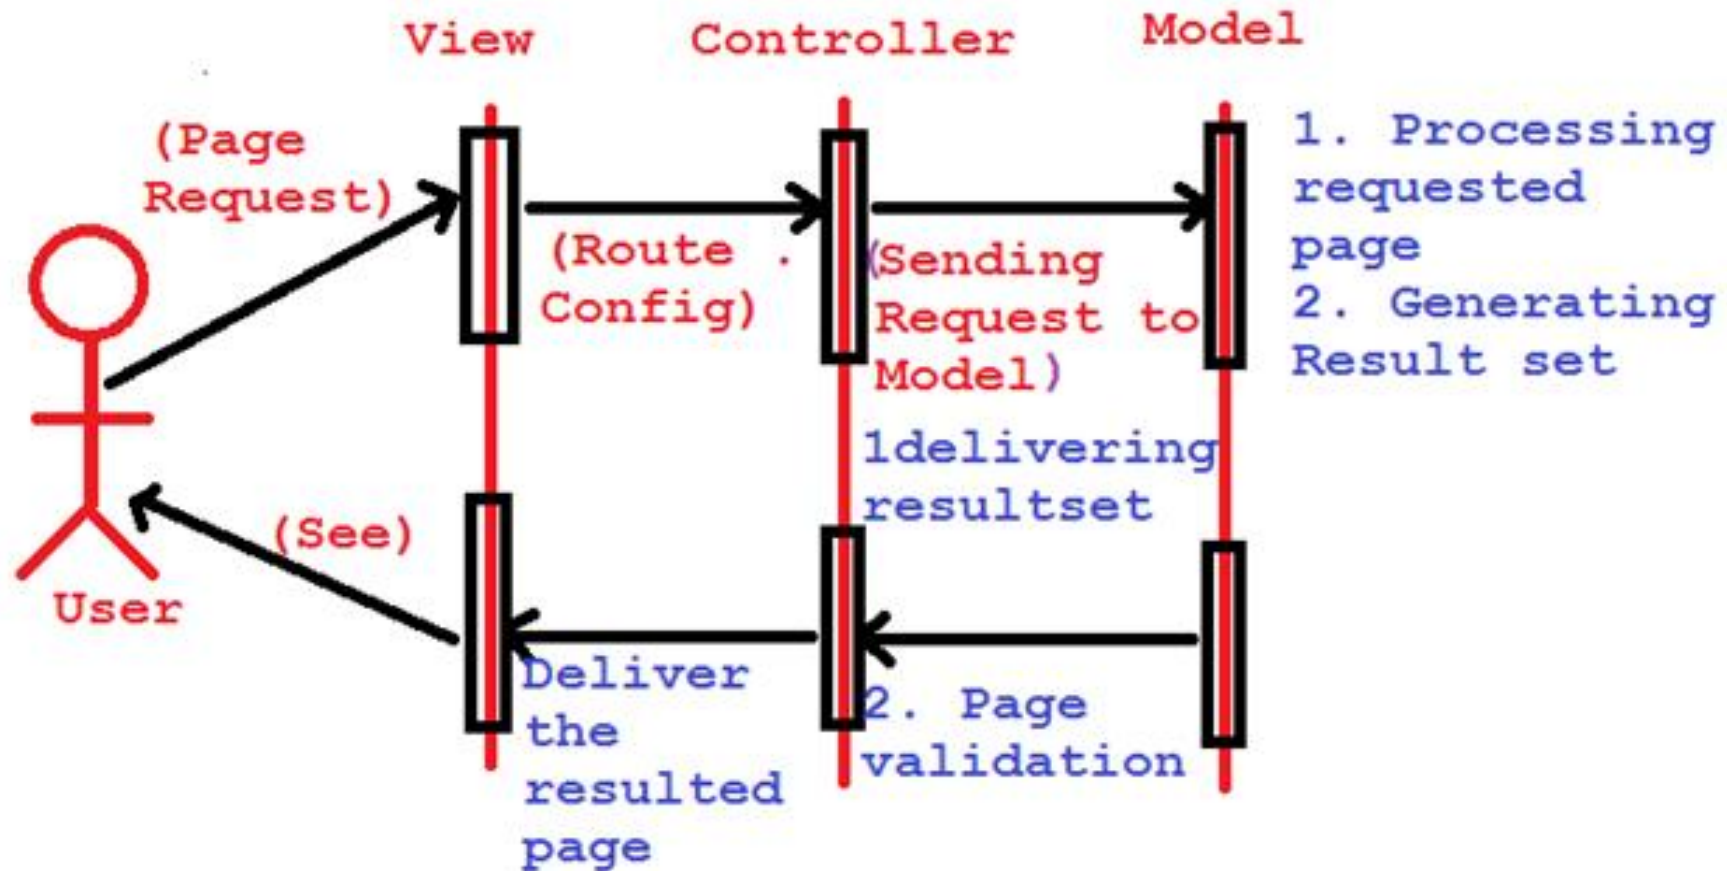 View
Controller
Model
(Page
Request)
(Route .
Config)
(Sending
Request to
Model)
1. Processing
requested
page
2. Generating
Result set
1delivering
resultset
(See)
User
Deliver
the
resulted
page
2. Page
validation